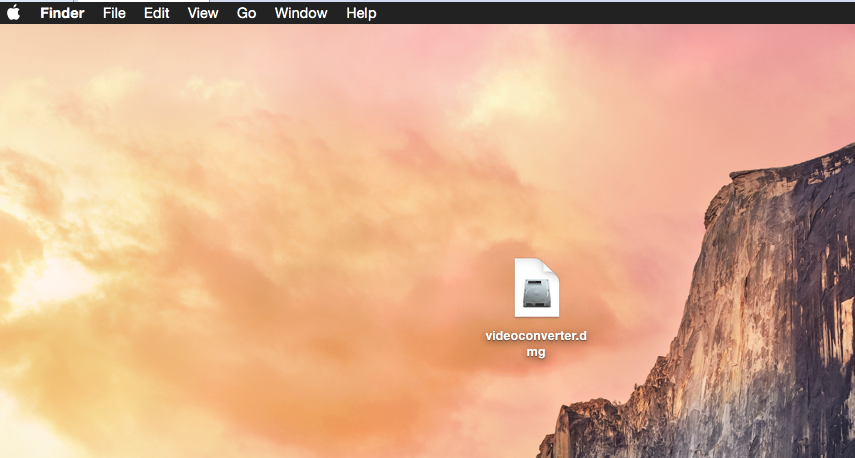 Finder File Edit View Go Window Help
videoconverter.d
mg